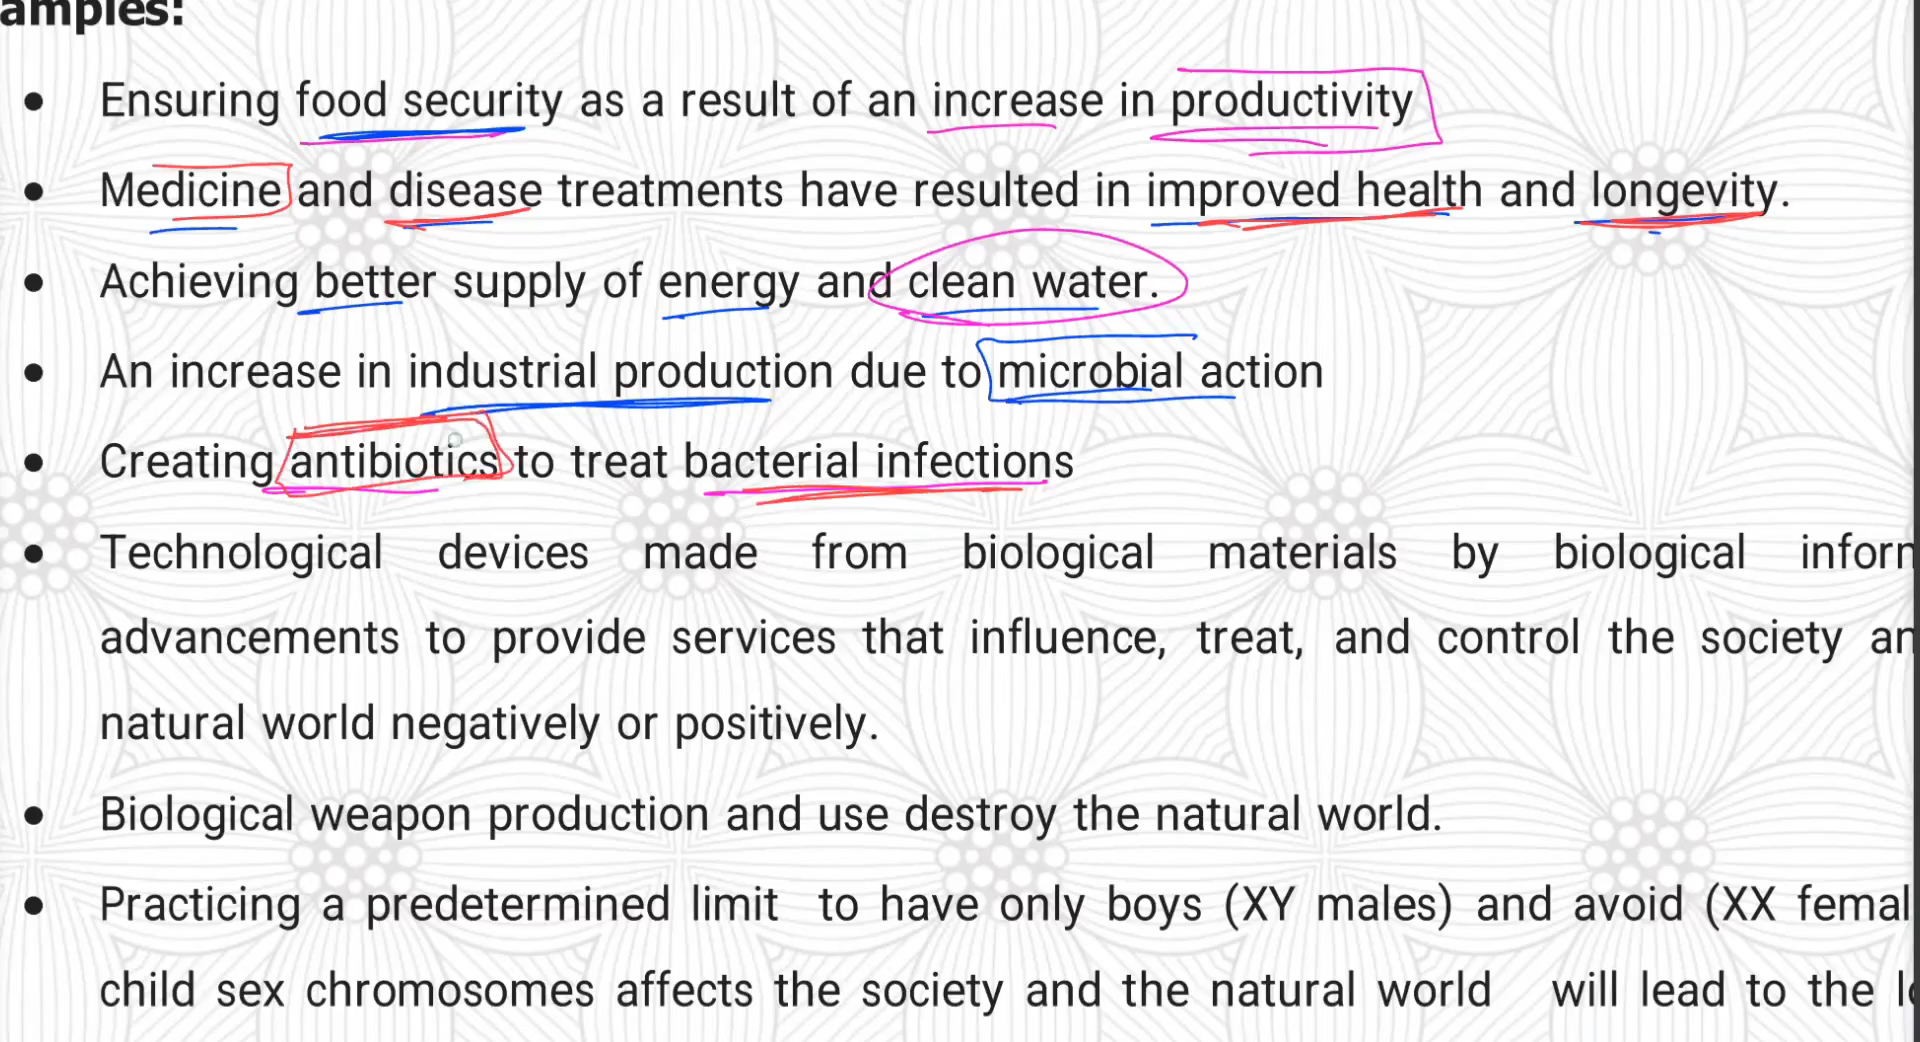 amples:
• Ensuring food security as a result of an increase in productivity
• Medicine and disease treatments have resulted in improved health and longevity.
• Achieving better supply of energy and clean water.
• An increase in industrial production due to microbial action
• Creating antibiotics to treat bacterial infections
• Technological devices made from biological materials by biological
advancements to provide services that influence, treat, and control the society
natural world negatively or positively.
• Biological weapon production and use destroy the natural world.
• Practicing a predetermined limit to have only boys (XY males) and avoid (XX
child sex chromosomes affects the society and the natural world will lead to the